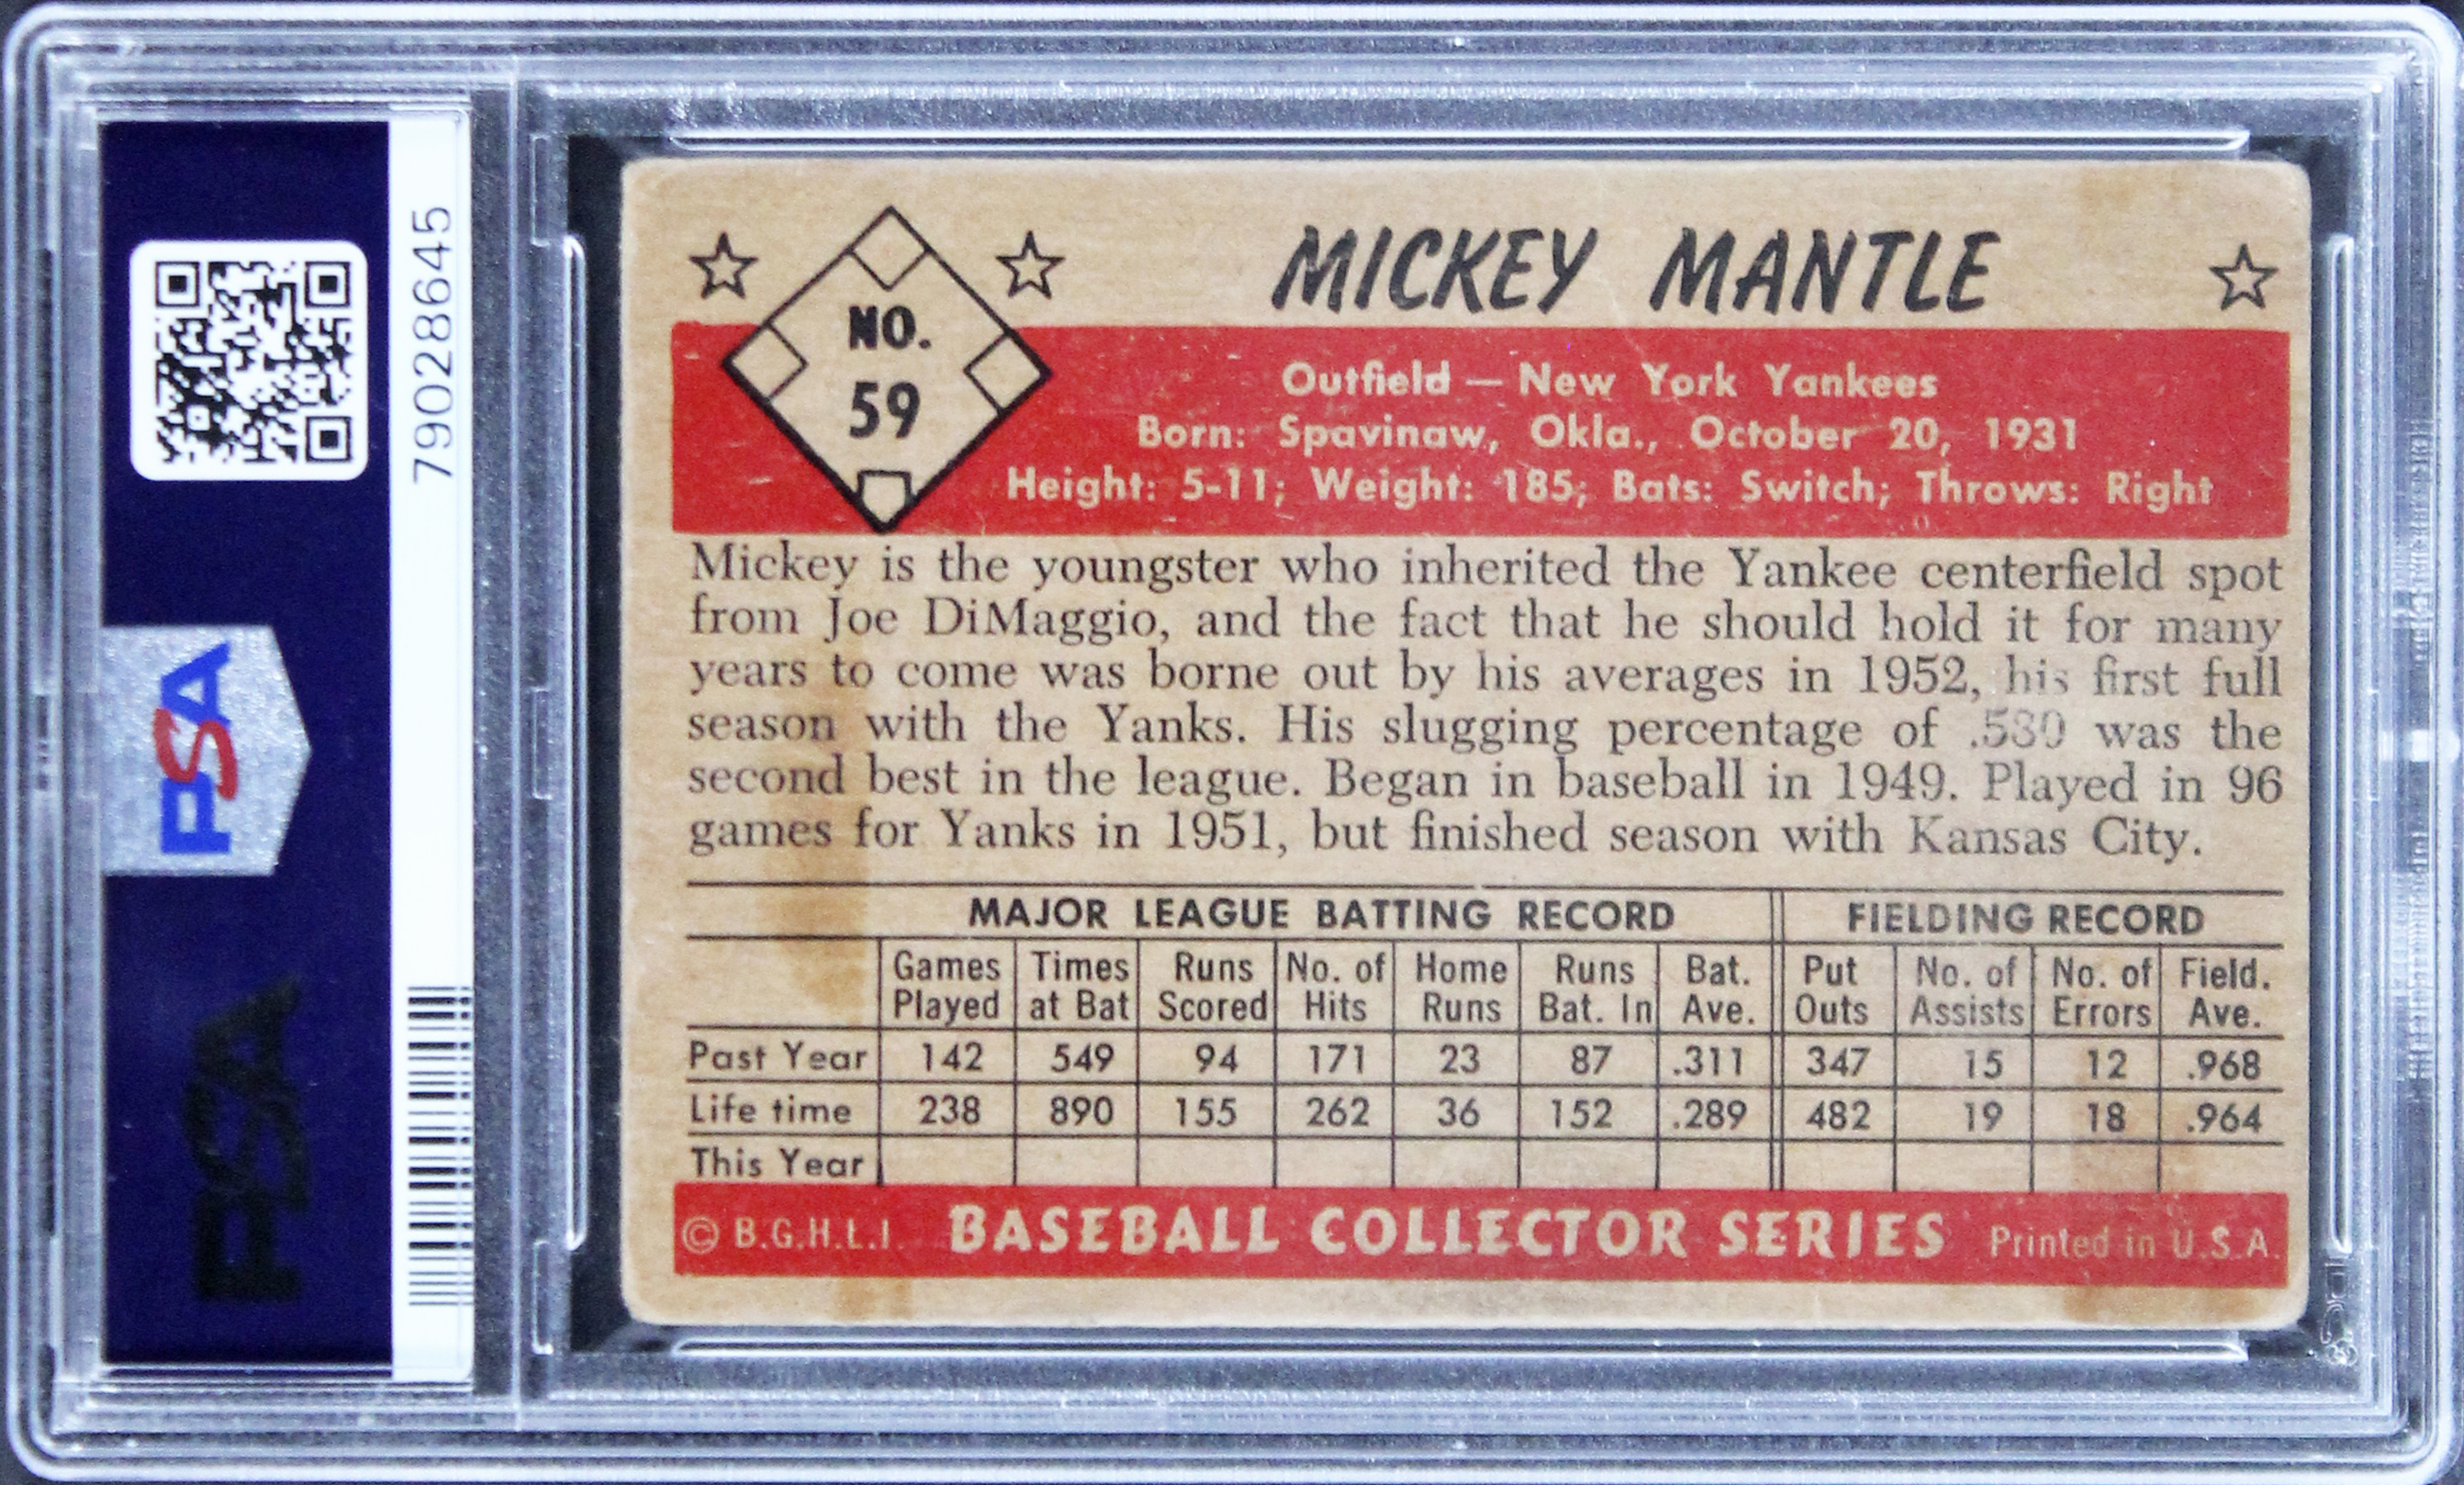 79028645
PSA
PSA
MICKEY MANTLE
NO.
59
Outfield — New York Yankees
Born: Spavinaw, Okla., October 20, 1931
Height: 5-11; Weight: 185; Bats: Switch; Throws: Right
Mickey is the youngster who inherited the Yankee centerfield spot
from Joe DiMaggio, and the fact that he should hold it for many
years to come was borne out by his averages in 1952, his first full
season with the Yanks. His slugging percentage of .530 was the
second best in the league. Began in baseball in 1949. Played in 96
games for Yanks in 1951, but finished season with Kansas City.
MAJOR LEAGUE BATTING RECORD FIELDING RECORD
Games Times Runs No. of Home Runs Bat. Put No. of No. of Field.
Played at Bat Scored Hits Runs Bat. In Ave. Outs Assists Errors Ave.
Past Year 142 549 94 171 23 87 .311 347 15 12 .968
Life time 238 890 155 262 36 152 .289 482 19 18 .964
This Year
© B.G.H.L.I. BASEBALL COLLECTOR SERIES Printed in U.S.A.